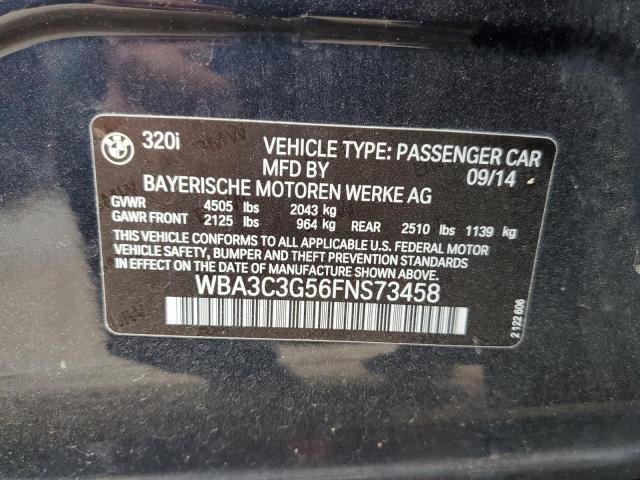 BMW 320i VEHICLE TYPE: PASSENGER CAR
MFD BY 09/14
BAYERISCHE MOTOREN WERKE AG
GVWR 4505 lbs 2043 kg
GAWR FRONT 2125 lbs 964 kg REAR 2510 lbs 1139 kg
THIS VEHICLE CONFORMS TO ALL APPLICABLE U.S. FEDERAL MOTOR
VEHICLE SAFETY, BUMPER AND THEFT PREVENTION STANDARDS
IN EFFECT ON THE DATE OF MANUFACTURE SHOWN ABOVE.
WBA3C3G56FNS73458
2 122 606